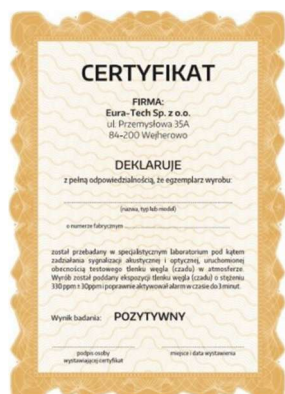 CERTYFIKAT
FIRMA:
Eura-Tech Sp. z o.o.
ul. Przemysłowa 35A
84-200 Wejherowo
DEKLARUJE
z pełną odpowiedzialnością, że egzemplarz wyrobu:
(nazwa, typ lub model)
o numerze fabrycznym
został przebadany w specjalistycznym laboratorium pod kątem
zadziałania sygnalizacji akustycznej i optycznej, uruchomionej
obecnością testowego tlenku węgla (czadu) w atmosferze.
Wyrób został poddany ekspozycji tlenku węgla (czadu) o stężeniu
330 ppm ± 30ppm i poprawnie aktywował alarm w czasie do 3 minut.
Wynik badania: POZYTYWNY
podpis osoby miejsce i data wystawienia
wystawiającej certyfikat